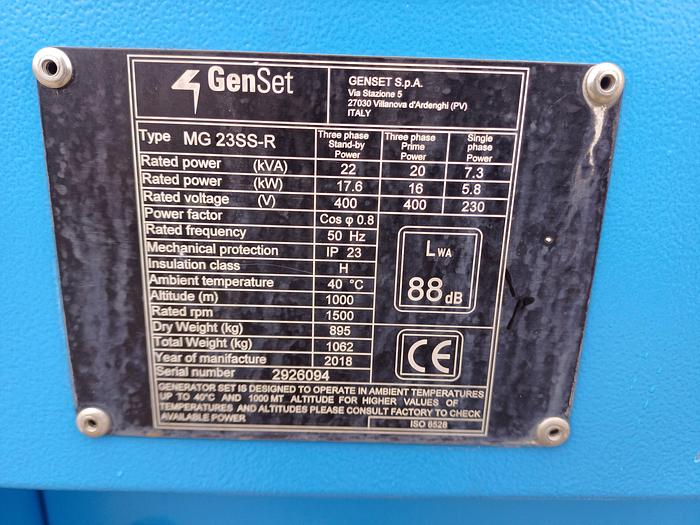 GenSet
GENSET S.p.A.
Via Stazione 5
27030 Villanova d'Ardenghi (PV)
ITALY
Type MG 23SS-R
Three phase Stand-by Power
Three phase Prime Power
Single phase Power
Rated power (kVA) 22 20 7.3
Rated power (kW) 17.6 16 5.8
Rated voltage (V) 400 400 230
Power factor Cos φ 0.8
Rated frequency 50 Hz
Mechanical protection IP 23
Insulation class H
Ambient temperature 40 °C
Altitude (m) 1000
Rated rpm 1500
Dry Weight (kg) 895
Total Weight (kg) 1062
Year of manifacture 2018
Serial number 2926094
LWA
88 dB
CE
GENERATOR SET IS DESIGNED TO OPERATE IN AMBIENT TEMPERATURES
UP TO 40°C AND 1000 MT ALTITUDE FOR HIGHER VALUES OF
TEMPERATURES AND ALTITUDES PLEASE CONSULT FACTORY TO CHECK
AVAILABLE POWER
ISO 8528